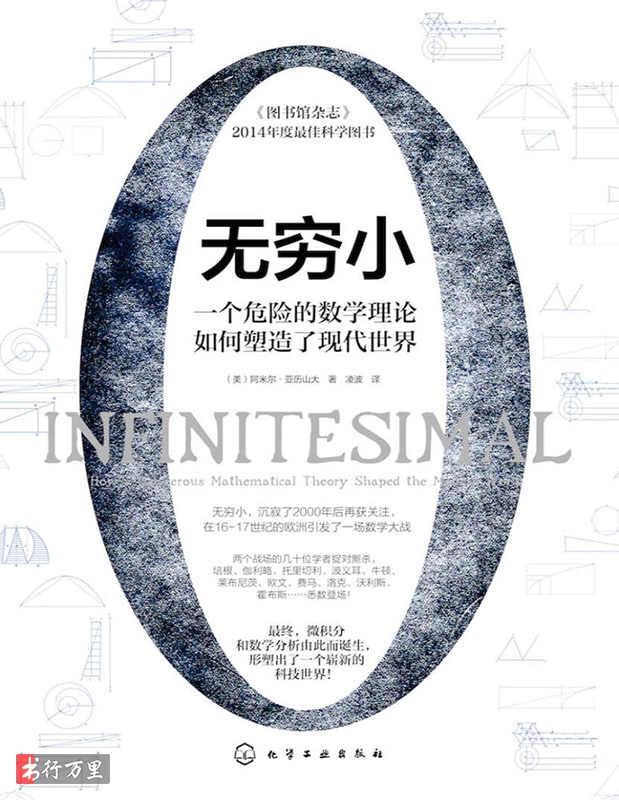 《图书馆杂志》
2014年度最佳科学图书
无穷小
一个危险的数学理论
如何塑造了现代世界
（美）阿米尔·亚历山大 著 凌波 译
INFINITESIMAL
How erous Mathematical Theory Shaped the M
无穷小，沉寂了2000年后再获关注，
在16-17世纪的欧洲引发了一场数学大战
两个战场的几十位学者捉对厮杀，
培根、伽利略、托里切利、波义耳、牛顿、
莱布尼茨、欧文、费马、洛克、沃利斯、
霍布斯……悉数登场！
最终，微积分
和数学分析由此而诞生，
形塑出了一个崭新的
科技世界！
化学工业出版社
书行万里